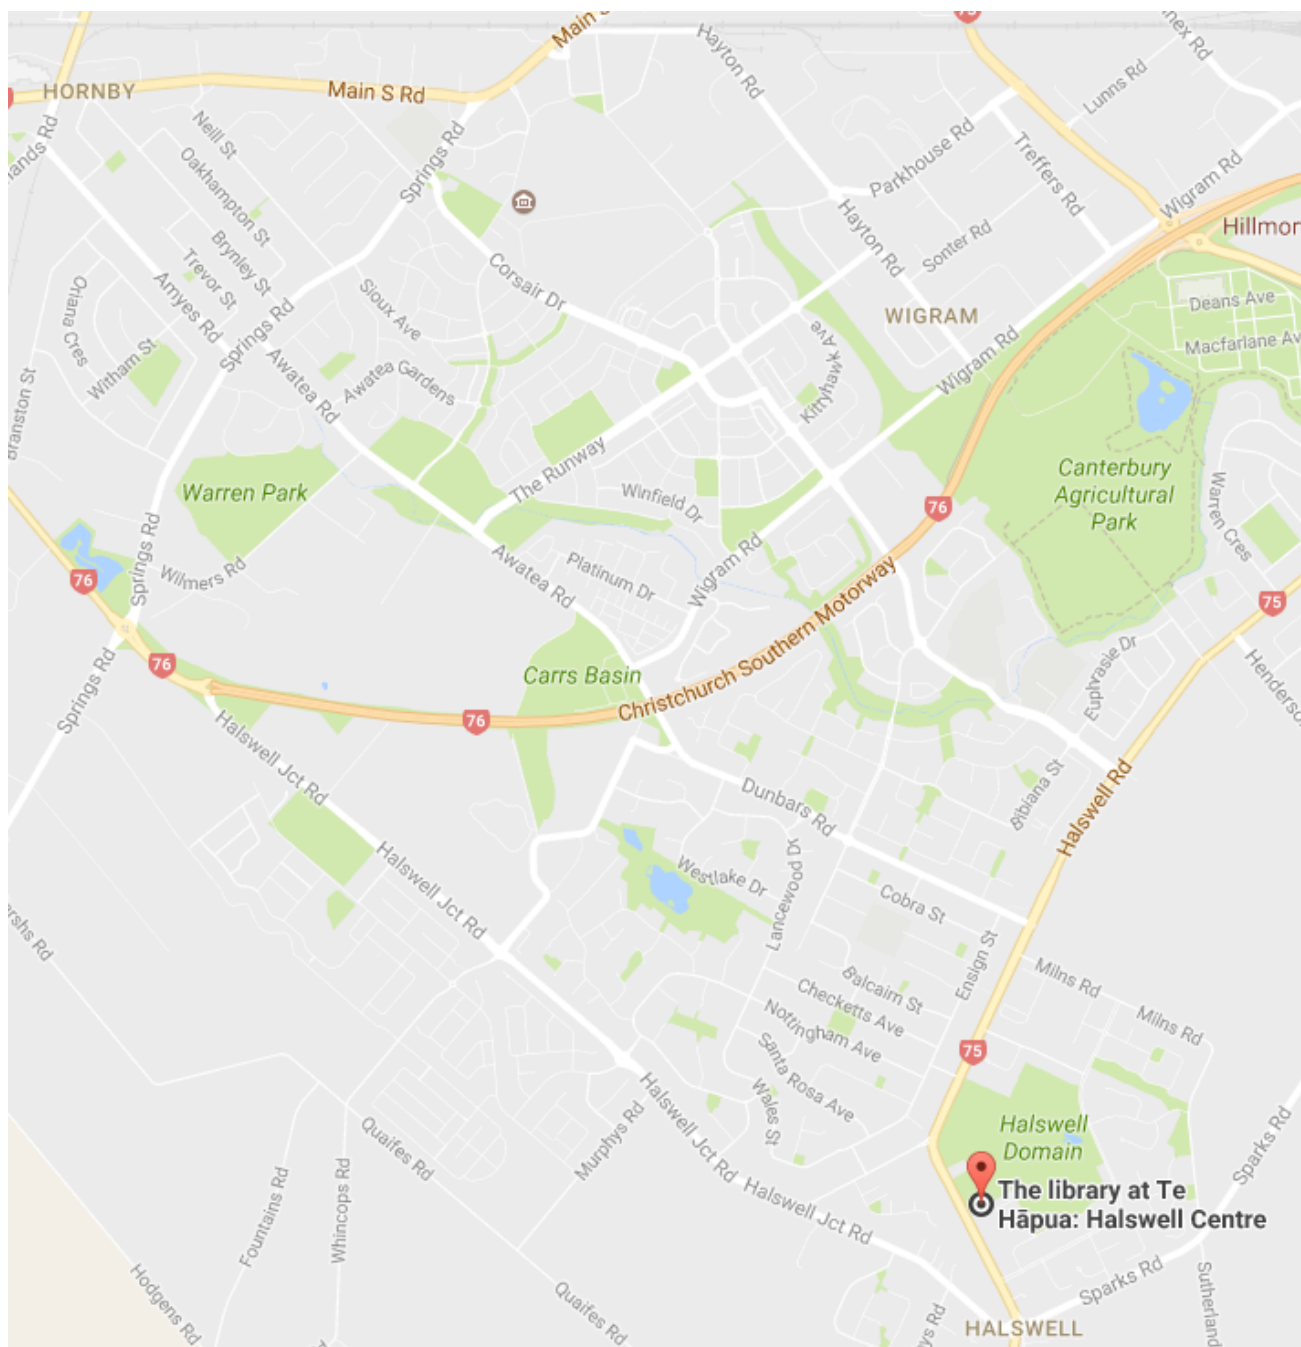 75
Main S
Hayton Rd
Lunns Rd
HORNBY
Main S Rd
Neill St
Springs Rd
Parkhouse Rd
Treffers Rd
Wigram Rd
Oakhampton St
Hayton Rd
Sonter Rd
Hillmor
Brynley St
Trevor St
Corsair Dr
Sioux Ave
Oriana Cres
Amyes Rd
Springs Rd
WIGRAM
Deans Ave
Macfarlane Av
Witham St
Awatea Rd
Awatea Gardens
Kittyhawk Ave
Wigram Rd
Branston St
Warren Park
The Runway
Winfield Dr
Canterbury
Agricultural
Park
Warren Cres
76
Springs Rd
Wilmers Rd
Awatea Rd
Platinum Dr
Wigram Rd
76
75
Christchurch Southern Motorway
Euphrasie Dr
Henderso
76
Carrs Basin
Springs Rd
76
Halswell Jct Rd
Dunbars Rd
Bibiana St
Halswell Rd
Halswell Jct Rd
Westlake Dr
Lancewood Dr
Cobra St
Ensign St
Milns Rd
Balcairn St
Checketts Ave
Nottingham Ave
Milns Rd
Santa Rosa Ave
Wales St
75
Halswell Jct Rd
Murphys Rd
Quaifes Rd
Halswell
Domain
Sparks Rd
Fountains Rd
Whincops Rd
Halswell Jct Rd
The library at Te
Hāpua: Halswell Centre
Hodgens Rd
Quaifes Rd
Sparks Rd
Sutherland
HALSWELL